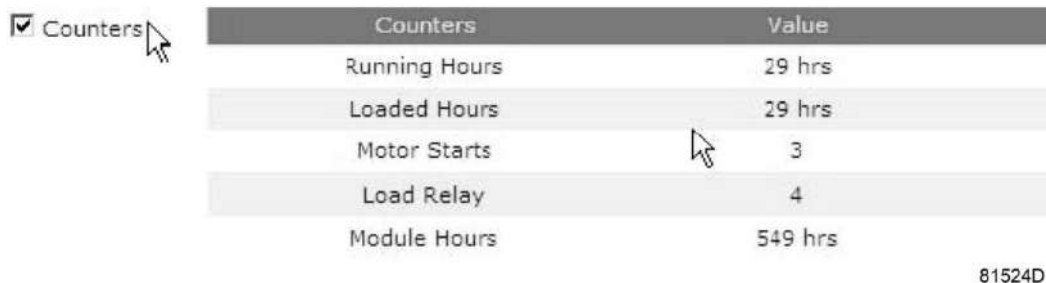 Counters
Counters Value
Running Hours 29 hrs
Loaded Hours 29 hrs
Motor Starts 3
Load Relay 4
Module Hours 549 hrs
81524D